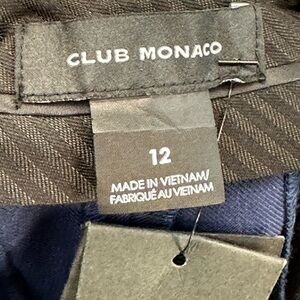 CLUB MONACO
12
MADE IN VIETNAM/
FABRIQUÉ AU VIETNAM